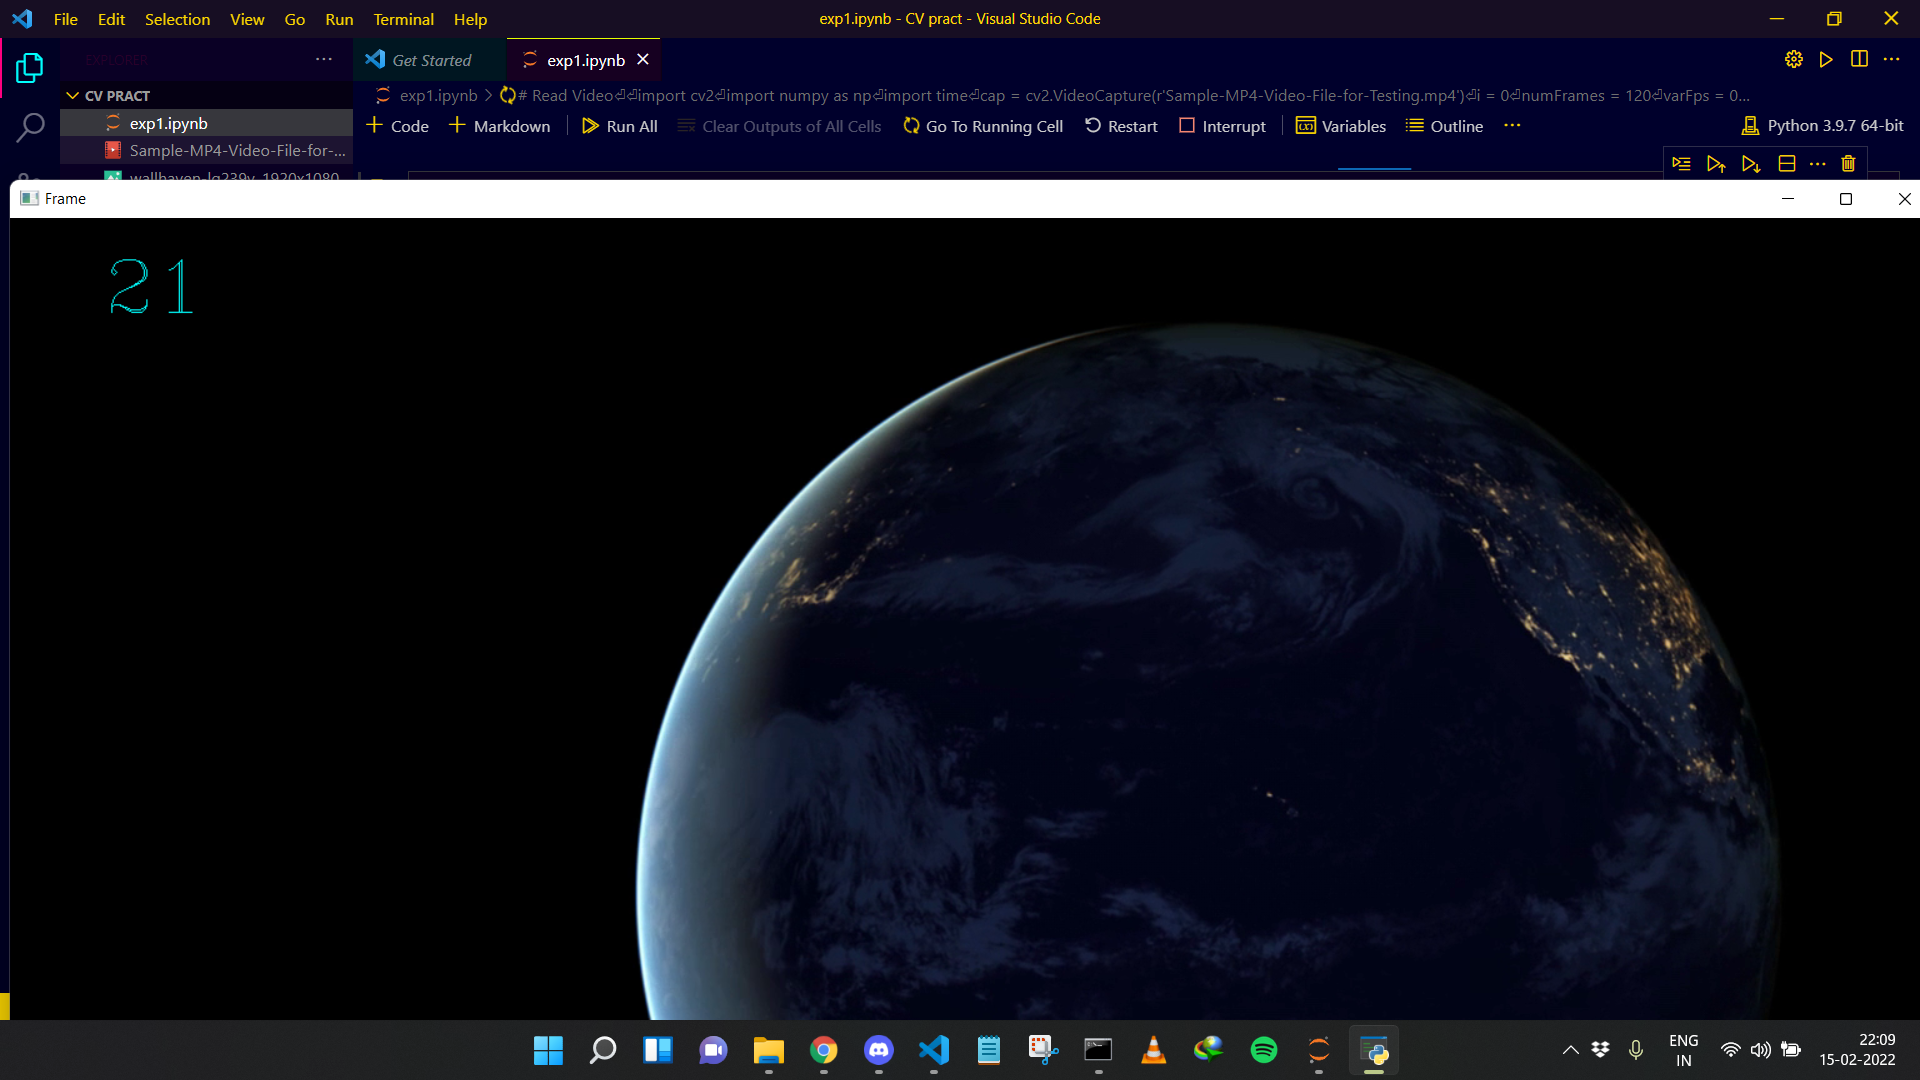 File Edit Selection View Go Run Terminal Help
exp1.ipynb - CV pract - Visual Studio Code
EXPLORER
Get Started
exp1.ipynb
CV PRACT
exp1.ipynb
Sample-MP4-Video-File-for-...
wallhaven-lq239y_1920x1080
exp1.ipynb > # Read Video⏎⏎import cv2⏎import numpy as np⏎import time⏎cap = cv2.VideoCapture(r'Sample-MP4-Video-File-for-Testing.mp4')⏎i = 0⏎numFrames = 120⏎varFps = 0...
+ Code + Markdown Run All Clear Outputs of All Cells Go To Running Cell Restart Interrupt Variables Outline ... Python 3.9.7 64-bit
Frame
21
ENG
IN
22:09
15-02-2022